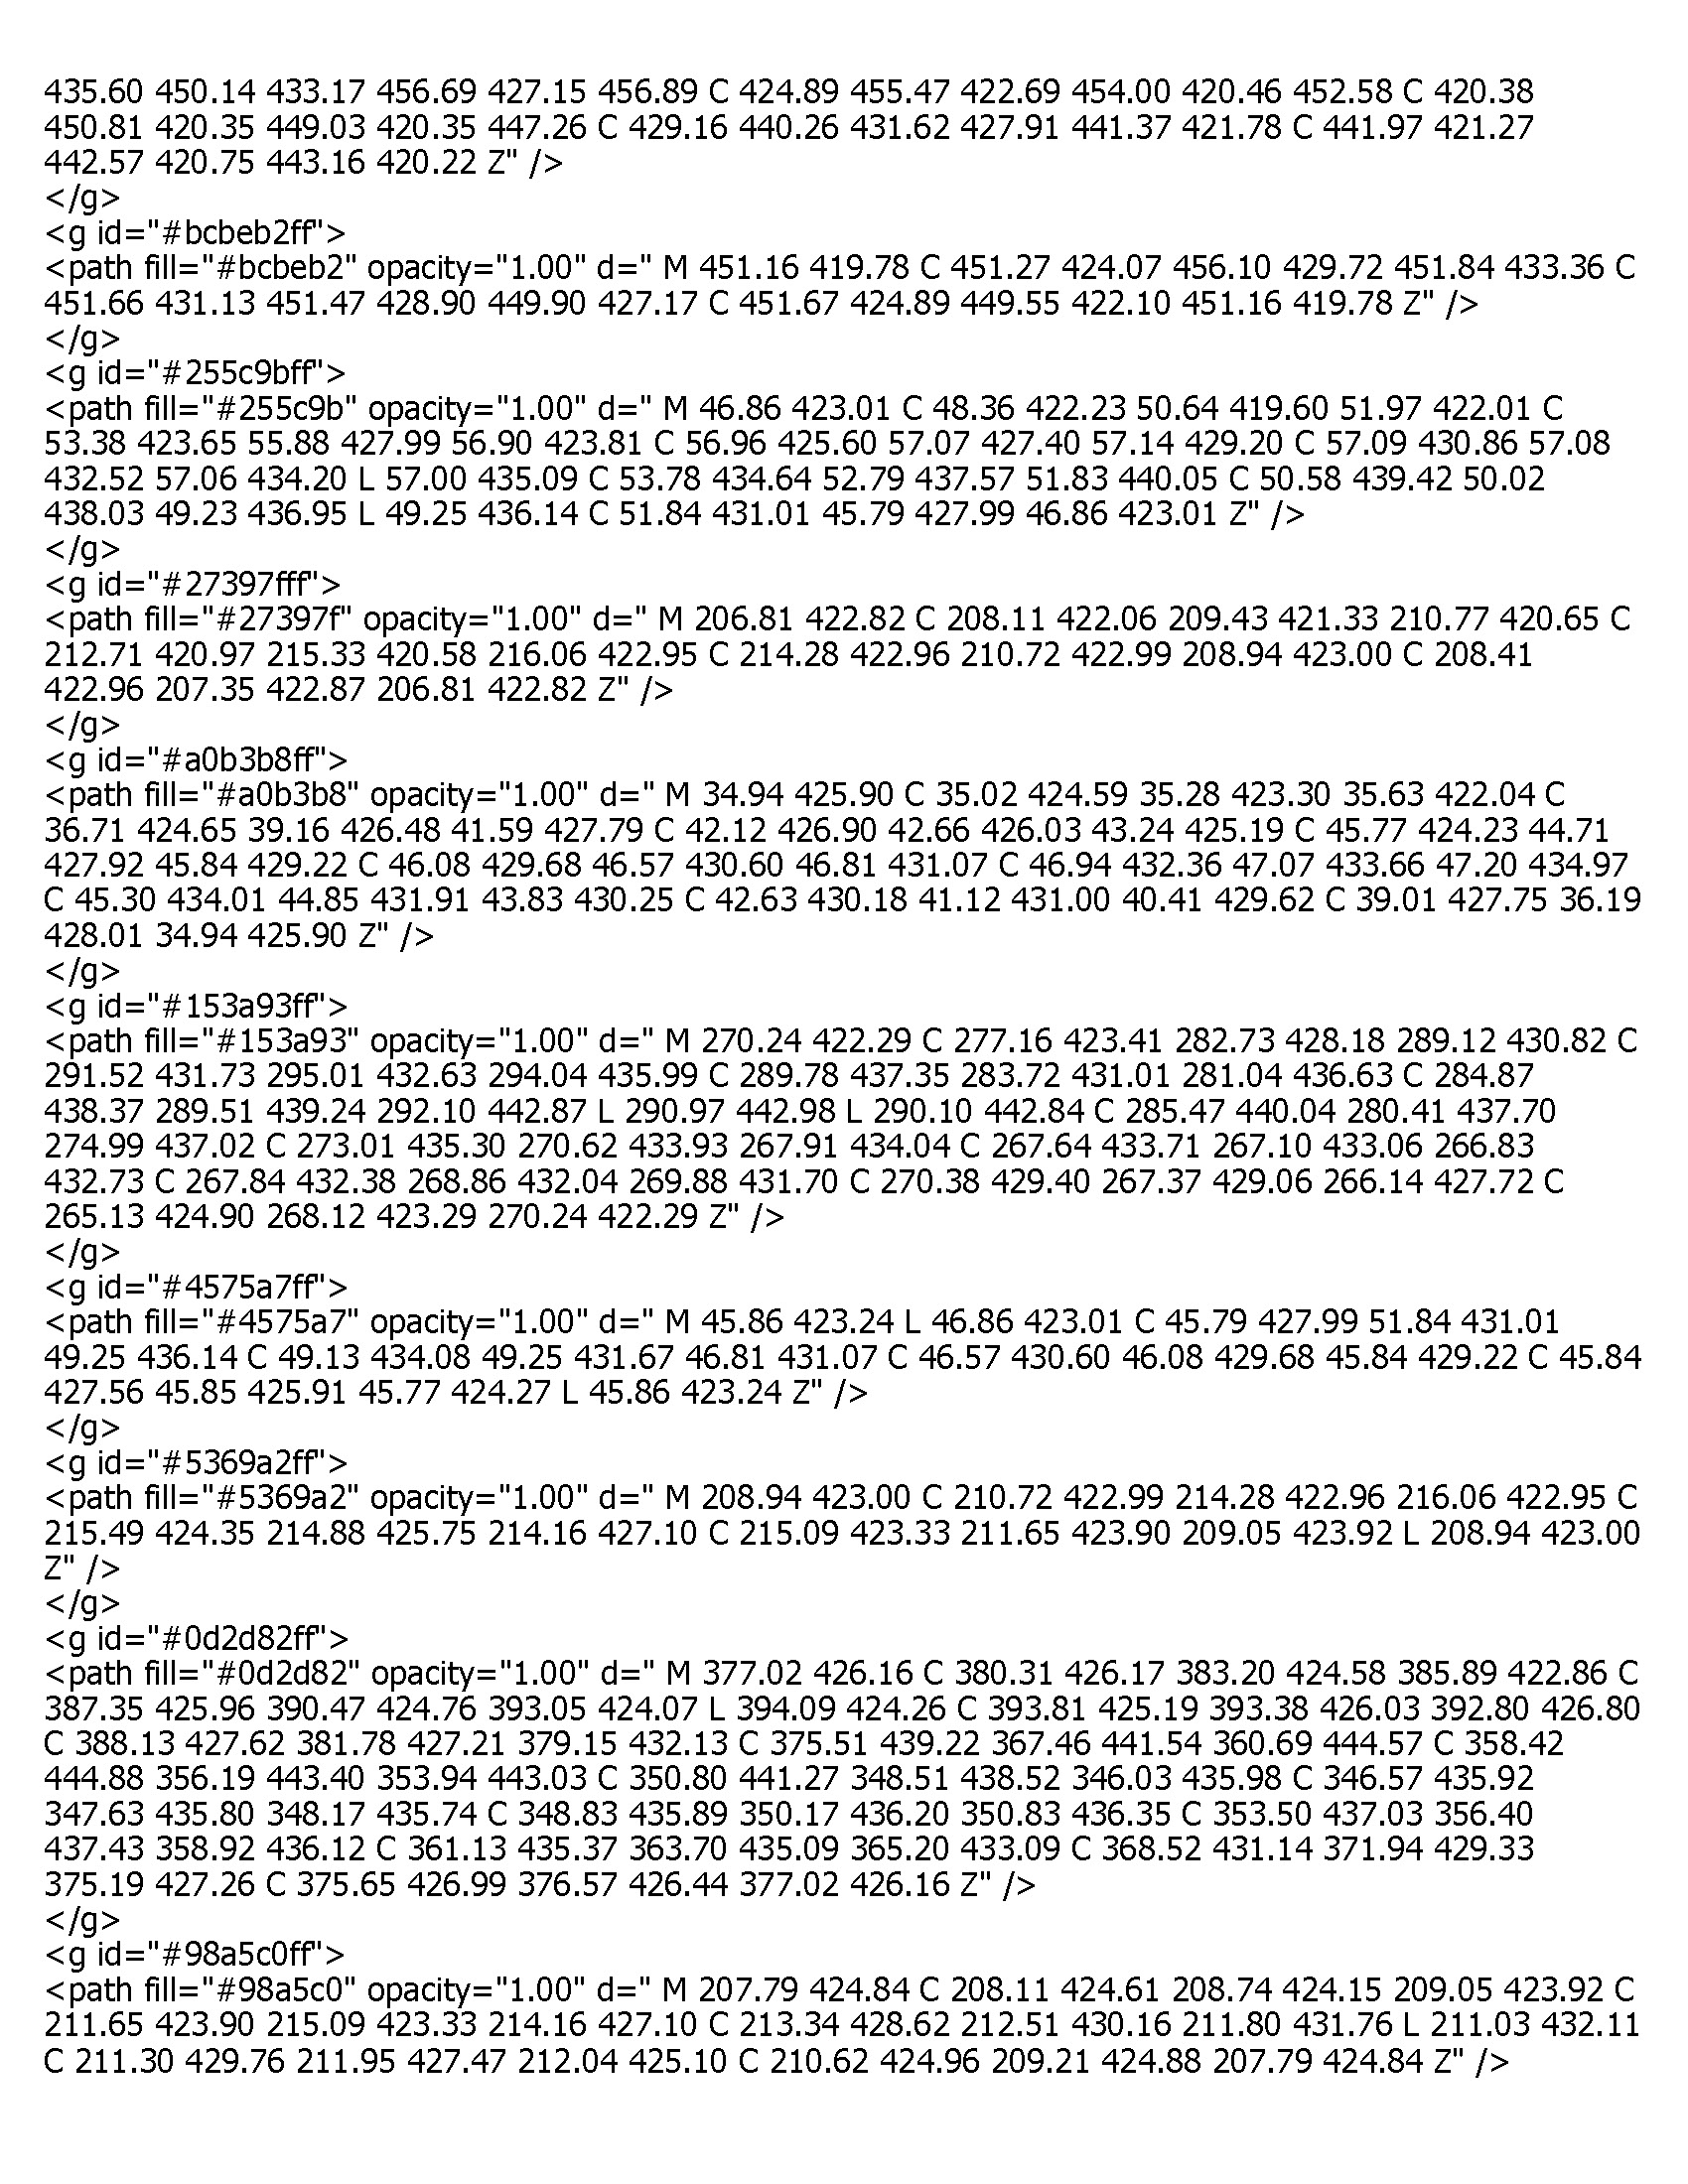 435.60 450.14 433.17 456.69 427.15 456.89 C 424.89 455.47 422.69 454.00 420.46 452.58 C 420.38
450.81 420.35 449.03 420.35 447.26 C 429.16 440.26 431.62 427.91 441.37 421.78 C 441.97 421.27
442.57 420.75 443.16 420.22 Z" />
</g>
<g id="#bcbeb2ff">
<path fill="#bcbeb2" opacity="1.00" d=" M 451.16 419.78 C 451.27 424.07 456.10 429.72 451.84 433.36 C
451.66 431.13 451.47 428.90 449.90 427.17 C 451.67 424.89 449.55 422.10 451.16 419.78 Z" />
</g>
<g id="#255c9bff">
<path fill="#255c9b" opacity="1.00" d=" M 46.86 423.01 C 48.36 422.23 50.64 419.60 51.97 422.01 C
53.38 423.65 55.88 427.99 56.90 423.81 C 56.96 425.60 57.07 427.40 57.14 429.20 C 57.09 430.86 57.08
432.52 57.06 434.20 L 57.00 435.09 C 53.78 434.64 52.79 437.57 51.83 440.05 C 50.58 439.42 50.02
438.03 49.23 436.95 L 49.25 436.14 C 51.84 431.01 45.79 427.99 46.86 423.01 Z" />
</g>
<g id="#27397fff">
<path fill="#27397f" opacity="1.00" d=" M 206.81 422.82 C 208.11 422.06 209.43 421.33 210.77 420.65 C
212.71 420.97 215.33 420.58 216.06 422.95 C 214.28 422.96 210.72 422.99 208.94 423.00 C 208.41
422.96 207.35 422.87 206.81 422.82 Z" />
</g>
<g id="#a0b3b8ff">
<path fill="#a0b3b8" opacity="1.00" d=" M 34.94 425.90 C 35.02 424.59 35.28 423.30 35.63 422.04 C
36.71 424.65 39.16 426.48 41.59 427.79 C 42.12 426.90 42.66 426.03 43.24 425.19 C 45.77 424.23 44.71
427.92 45.84 429.22 C 46.08 429.68 46.57 430.60 46.81 431.07 C 46.94 432.36 47.07 433.66 47.20 434.97
C 45.30 434.01 44.85 431.91 43.83 430.25 C 42.63 430.18 41.12 431.00 40.41 429.62 C 39.01 427.75 36.19
428.01 34.94 425.90 Z" />
</g>
<g id="#153a93ff">
<path fill="#153a93" opacity="1.00" d=" M 270.24 422.29 C 277.16 423.41 282.73 428.18 289.12 430.82 C
291.52 431.73 295.01 432.63 294.04 435.99 C 289.78 437.35 283.72 431.01 281.04 436.63 C 284.87
438.37 289.51 439.24 292.10 442.87 L 290.97 442.98 L 290.10 442.84 C 285.47 440.04 280.41 437.70
274.99 437.02 C 273.01 435.30 270.62 433.93 267.91 434.04 C 267.64 433.71 267.10 433.06 266.83
432.73 C 267.84 432.38 268.86 432.04 269.88 431.70 C 270.38 429.40 267.37 429.06 266.14 427.72 C
265.13 424.90 268.12 423.29 270.24 422.29 Z" />
</g>
<g id="#4575a7ff">
<path fill="#4575a7" opacity="1.00" d=" M 45.86 423.24 L 46.86 423.01 C 45.79 427.99 51.84 431.01
49.25 436.14 C 49.13 434.08 49.25 431.67 46.81 431.07 C 46.57 430.60 46.08 429.68 45.84 429.22 C 45.84
427.56 45.85 425.91 45.77 424.27 L 45.86 423.24 Z" />
</g>
<g id="#5369a2ff">
<path fill="#5369a2" opacity="1.00" d=" M 208.94 423.00 C 210.72 422.99 214.28 422.96 216.06 422.95 C
215.49 424.35 214.88 425.75 214.16 427.10 C 215.09 423.33 211.65 423.90 209.05 423.92 L 208.94 423.00
Z" />
</g>
<g id="#0d2d82ff">
<path fill="#0d2d82" opacity="1.00" d=" M 377.02 426.16 C 380.31 426.17 383.20 424.58 385.89 422.86 C
387.35 425.96 390.47 424.76 393.05 424.07 L 394.09 424.26 C 393.81 425.19 393.38 426.03 392.80 426.80
C 388.13 427.62 381.78 427.21 379.15 432.13 C 375.51 439.22 367.46 441.54 360.69 444.57 C 358.42
444.88 356.19 443.40 353.94 443.03 C 350.80 441.27 348.51 438.52 346.03 435.98 C 346.57 435.92
347.63 435.80 348.17 435.74 C 348.83 435.89 350.17 436.20 350.83 436.35 C 353.50 437.03 356.40
437.43 358.92 436.12 C 361.13 435.37 363.70 435.09 365.20 433.09 C 368.52 431.14 371.94 429.33
375.19 427.26 C 375.65 426.99 376.57 426.44 377.02 426.16 Z" />
</g>
<g id="#98a5c0ff">
<path fill="#98a5c0" opacity="1.00" d=" M 207.79 424.84 C 208.11 424.61 208.74 424.15 209.05 423.92 C
211.65 423.90 215.09 423.33 214.16 427.10 C 213.34 428.62 212.51 430.16 211.80 431.76 L 211.03 432.11
C 211.30 429.76 211.95 427.47 212.04 425.10 C 210.62 424.96 209.21 424.88 207.79 424.84 Z" />